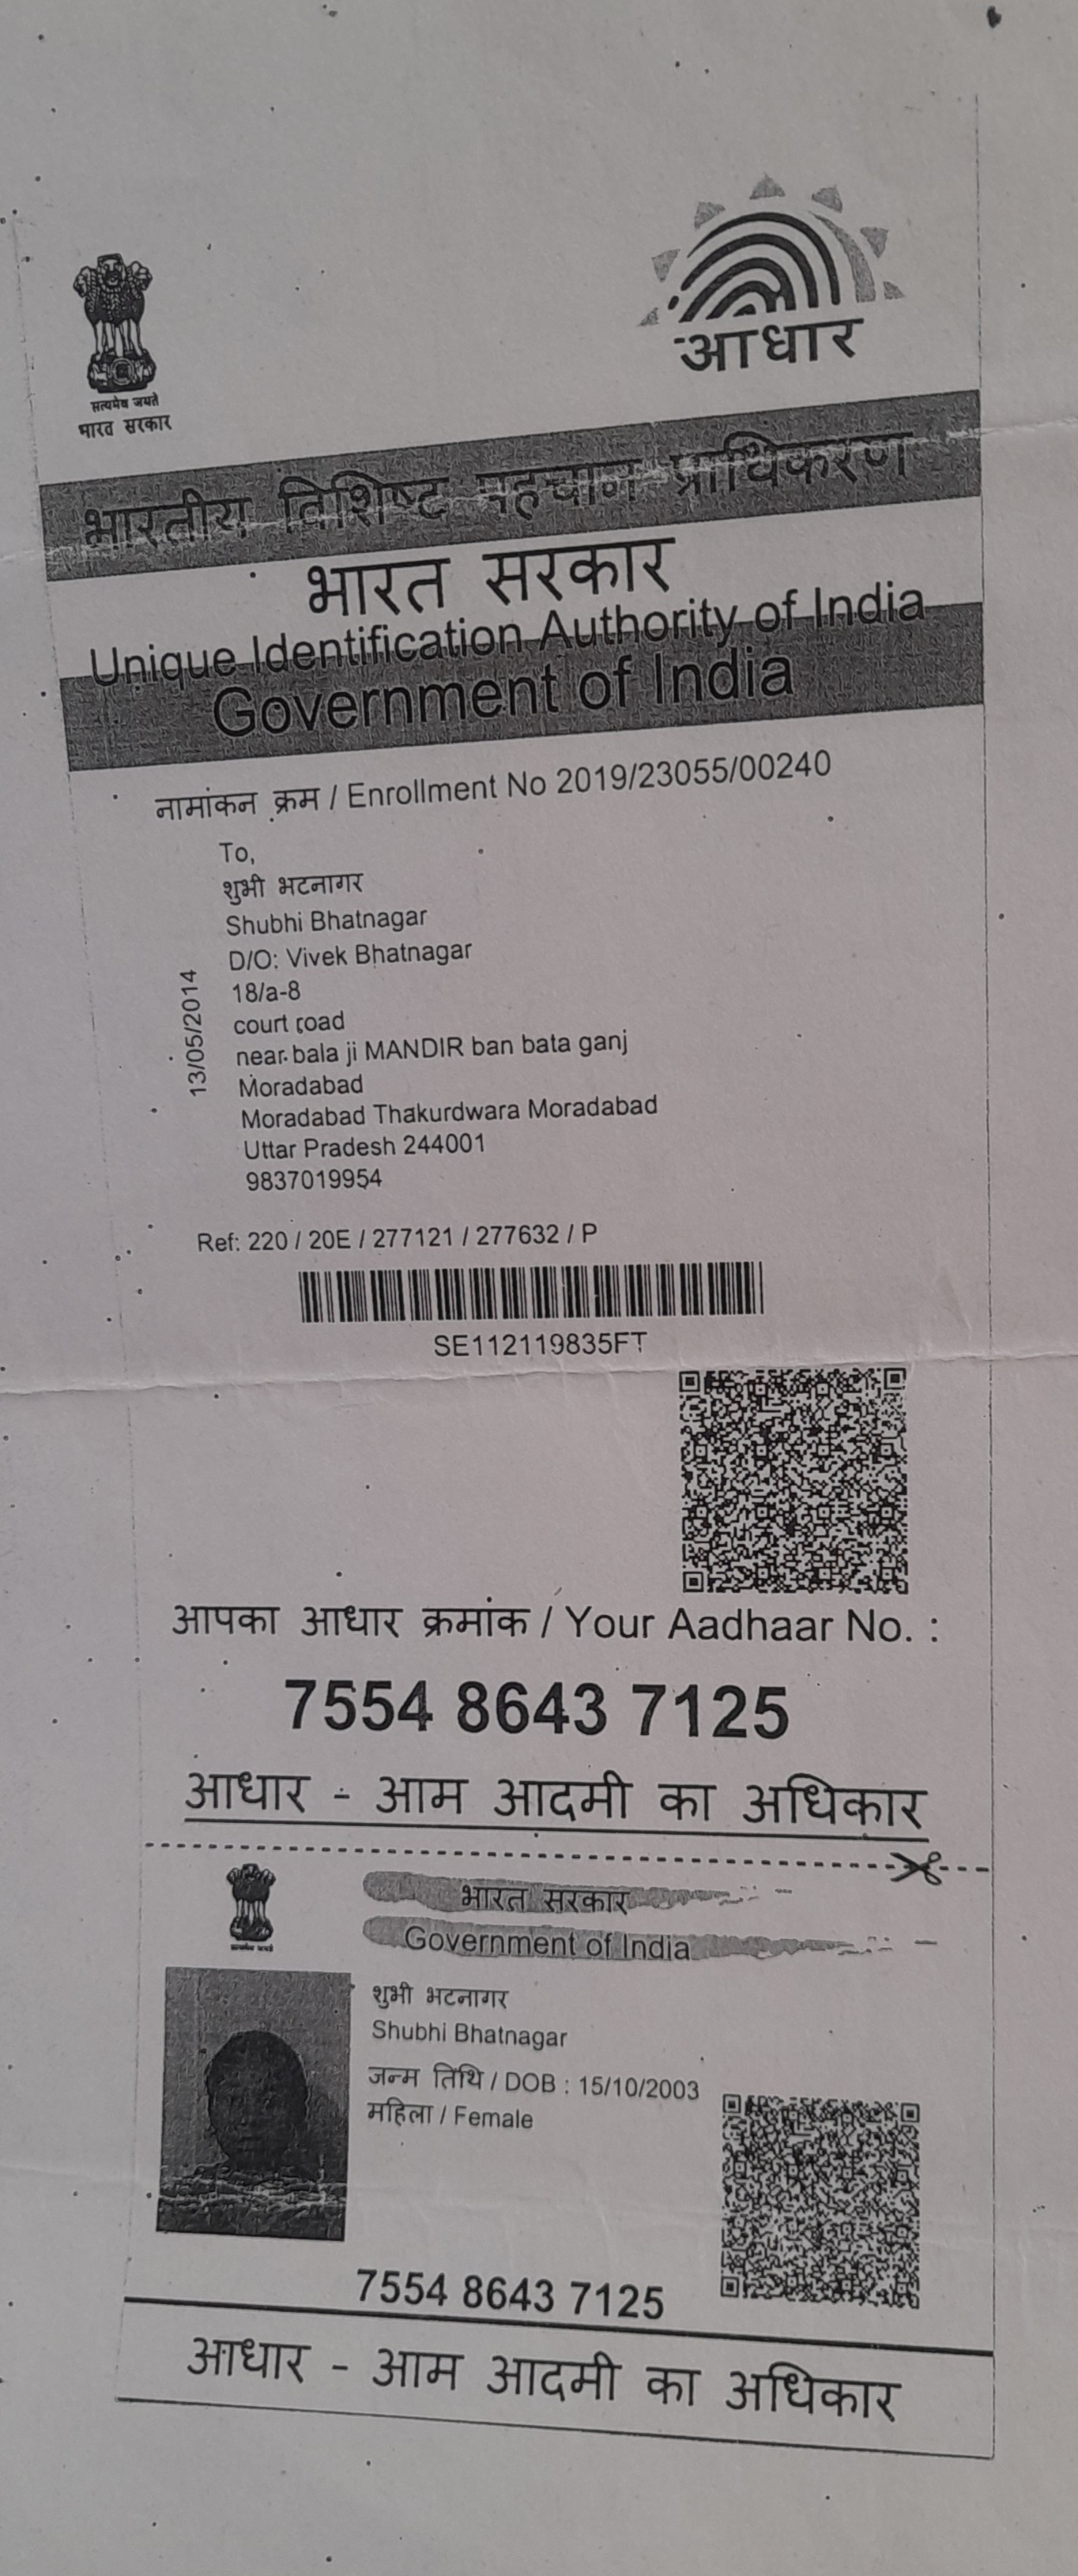 आधार
सत्यमेव जयते
भारत सरकार
भारतीय विशिष्ट पहचान प्राधिकरण
भारत सरकार
Unique Identification Authority of India
Government of India
नामांकन क्रम / Enrollment No 2019/23055/00240
To,
शुभी भटनागर
Shubhi Bhatnagar
D/O: Vivek Bhatnagar
18/a-8
court road
near bala ji MANDIR ban bata ganj
Moradabad
Moradabad Thakurdwara Moradabad
Uttar Pradesh 244001
9837019954
13/05/2014
Ref: 220 / 20E / 277121 / 277632 / P
SE112119835FT
आपका आधार क्रमांक / Your Aadhaar No. :
7554 8643 7125
आधार - आम आदमी का अधिकार
भारत सरकार
Government of India
शुभी भटनागर
Shubhi Bhatnagar
जन्म तिथि / DOB : 15/10/2003
महिला / Female
7554 8643 7125
आधार - आम आदमी का अधिकार